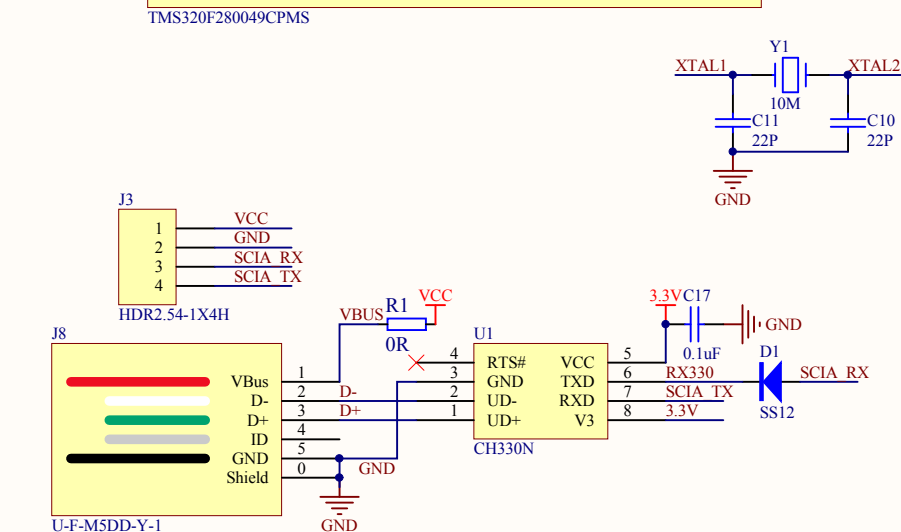 TMS320F280049CPMS
Y1
XTAL1
XTAL2
10M
C11
C10
22P
22P
GND
J3
1 VCC
2 GND
3 SCIA_RX
4 SCIA_TX
HDR2.54-1X4H
VBUS
R1
0R
VCC
3.3V
C17
0.1uF
GND
J8
VBus 1
D- 2 D-
D+ 3 D+
ID 4
GND 5
Shield 0
GND
GND
U-F-M5DD-Y-1
U1
4 RTS# VCC 5
3 GND TXD 6 RX330
2 UD- RXD 7 SCIA_TX
1 UD+ V3 8 3.3V
CH330N
D1
SCIA_RX
SS12